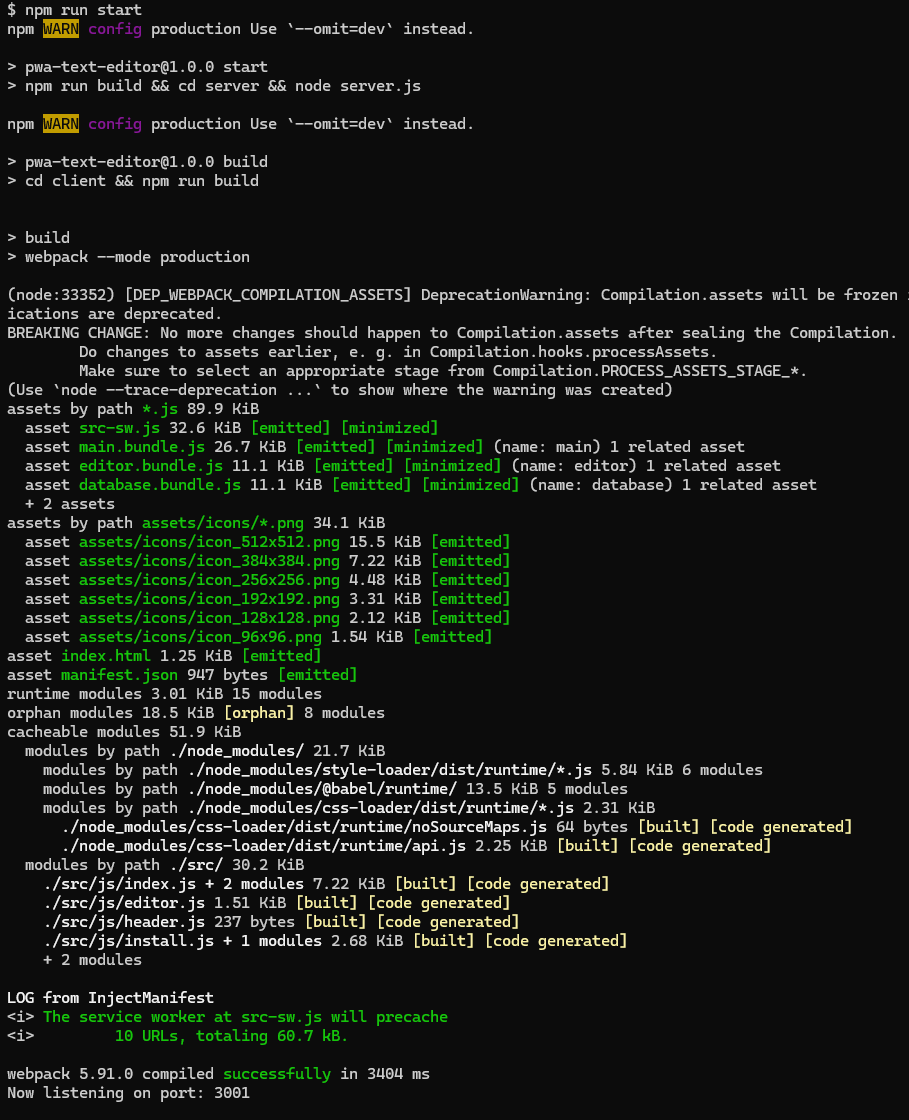 $ npm run start
npm WARN config production Use `--omit=dev` instead.
> pwa-text-editor@1.0.0 start
> npm run build && cd server && node server.js
npm WARN config production Use `--omit=dev` instead.
> pwa-text-editor@1.0.0 build
> cd client && npm run build
> build
> webpack --mode production
(node:33352) [DEP_WEBPACK_COMPILATION_ASSETS] DeprecationWarning: Compilation.assets will be frozen
ications are deprecated.
BREAKING CHANGE: No more changes should happen to Compilation.assets after sealing the Compilation.
        Do changes to assets earlier, e. g. in Compilation.hooks.processAssets.
        Make sure to select an appropriate stage from Compilation.PROCESS_ASSETS_STAGE_*.
(Use `node --trace-deprecation ...` to show where the warning was created)
assets by path *.js 89.9 KiB
  asset src-sw.js 32.6 KiB [emitted] [minimized]
  asset main.bundle.js 26.7 KiB [emitted] [minimized] (name: main) 1 related asset
  asset editor.bundle.js 11.1 KiB [emitted] [minimized] (name: editor) 1 related asset
  asset database.bundle.js 11.1 KiB [emitted] [minimized] (name: database) 1 related asset
  + 2 assets
assets by path assets/icons/*.png 34.1 KiB
  asset assets/icons/icon_512x512.png 15.5 KiB [emitted]
  asset assets/icons/icon_384x384.png 7.22 KiB [emitted]
  asset assets/icons/icon_256x256.png 4.48 KiB [emitted]
  asset assets/icons/icon_192x192.png 3.31 KiB [emitted]
  asset assets/icons/icon_128x128.png 2.12 KiB [emitted]
  asset assets/icons/icon_96x96.png 1.54 KiB [emitted]
asset index.html 1.25 KiB [emitted]
asset manifest.json 947 bytes [emitted]
runtime modules 3.01 KiB 15 modules
orphan modules 18.5 KiB [orphan] 8 modules
cacheable modules 51.9 KiB
  modules by path ./node_modules/ 21.7 KiB
    modules by path ./node_modules/style-loader/dist/runtime/*.js 5.84 KiB 6 modules
    modules by path ./node_modules/@babel/runtime/ 13.5 KiB 5 modules
    modules by path ./node_modules/css-loader/dist/runtime/*.js 2.31 KiB
      ./node_modules/css-loader/dist/runtime/noSourceMaps.js 64 bytes [built] [code generated]
      ./node_modules/css-loader/dist/runtime/api.js 2.25 KiB [built] [code generated]
  modules by path ./src/ 30.2 KiB
    ./src/js/index.js + 2 modules 7.22 KiB [built] [code generated]
    ./src/js/editor.js 1.51 KiB [built] [code generated]
    ./src/js/header.js 237 bytes [built] [code generated]
    ./src/js/install.js + 1 modules 2.68 KiB [built] [code generated]
    + 2 modules
LOG from InjectManifest
<i> The service worker at src-sw.js will precache
<i>         10 URLs, totaling 60.7 kB.
webpack 5.91.0 compiled successfully in 3404 ms
Now listening on port: 3001